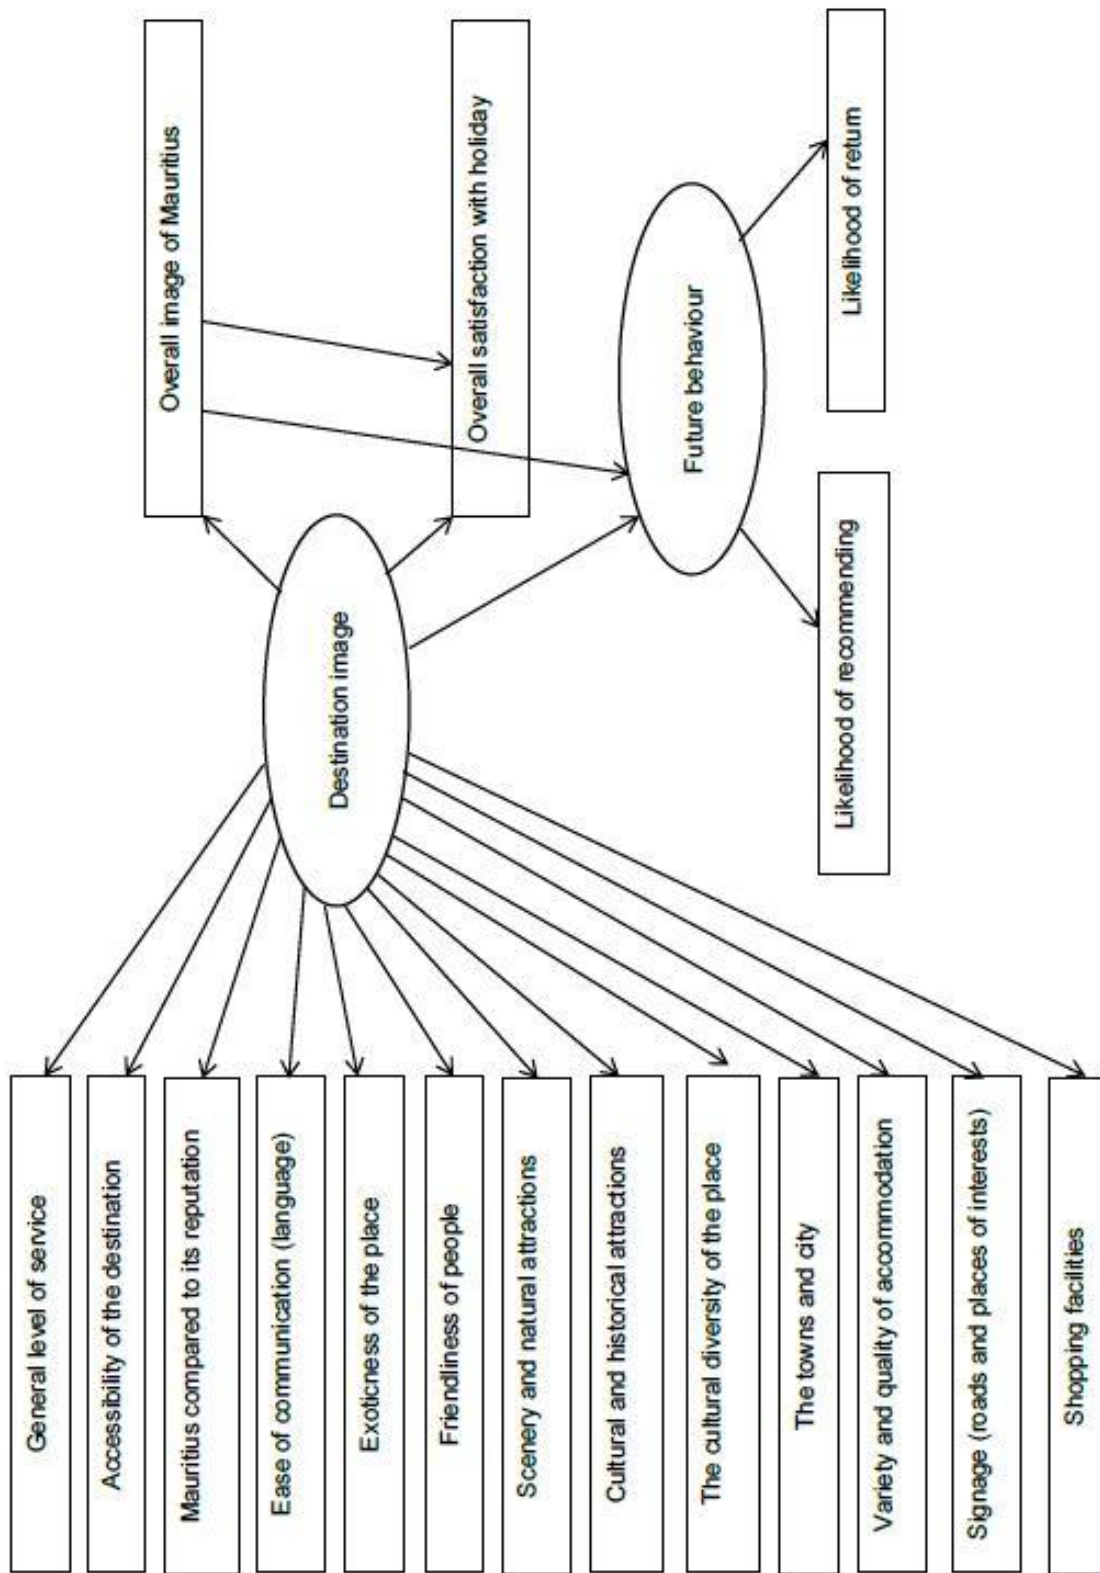 General level of service
Accessibility of the destination
Mauritius compared to its reputation
Ease of communication (language)
Exoticness of the place
Friendliness of people
Scenery and natural attractions
Cultural and historical attractions
The cultural diversity of the place
The towns and city
Variety and quality of accommodation
Signage (roads and places of interests)
Shopping facilities
Destination image
Overall image of Mauritius
Overall satisfaction with holiday
Future behaviour
Likelihood of recommending
Likelihood of return